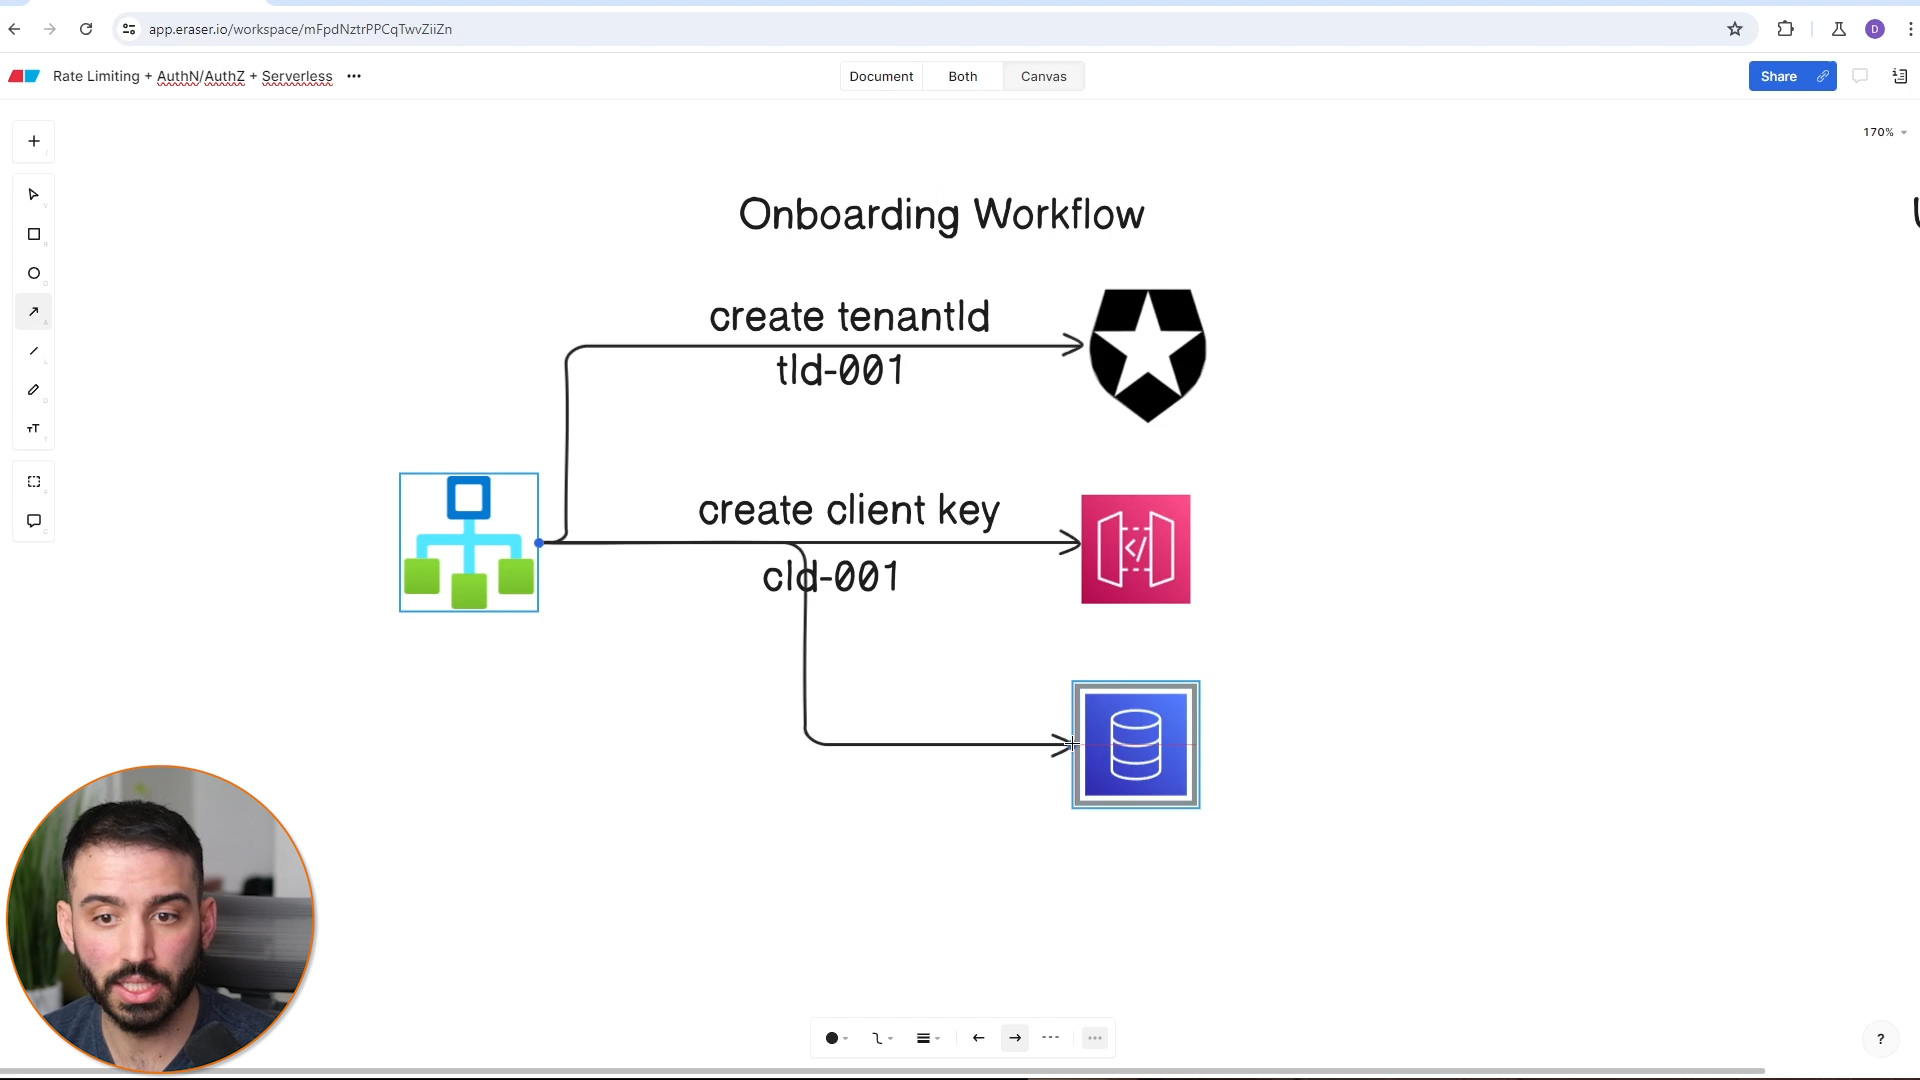 app.eraser.io/workspace/mFpdNztrPPCqTwvZiiZn
D
Rate Limiting + AuthN/AuthZ + Serverless
Document
Both
Canvas
Share
170%
Onboarding Workflow
create tenantId
tId-001
create client key
cId-001
</>
?